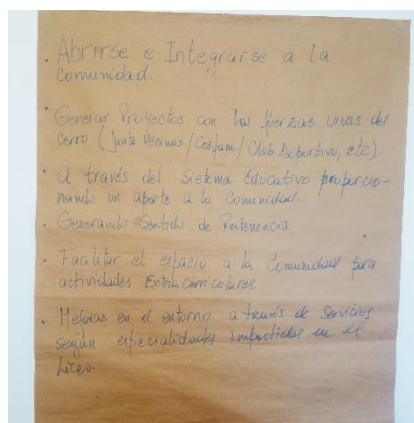 . Abrirse e Integrarse a la
Comunidad.
. Generar Proyectos con las fuerzas vivas del
cerro (Junta Vecinos / Cesfam / Club Deportivo, etc).
. A través del Sistema Educativo proporcio-
nando un aporte a la Comunidad.
. Generando Sentido de Pertenencia
. Facilitar el espacio a la Comunidad para
actividades Extra curriculares
. Mejoras en el entorno a través de Servicios
según especialidades impartidas en el
Liceo.